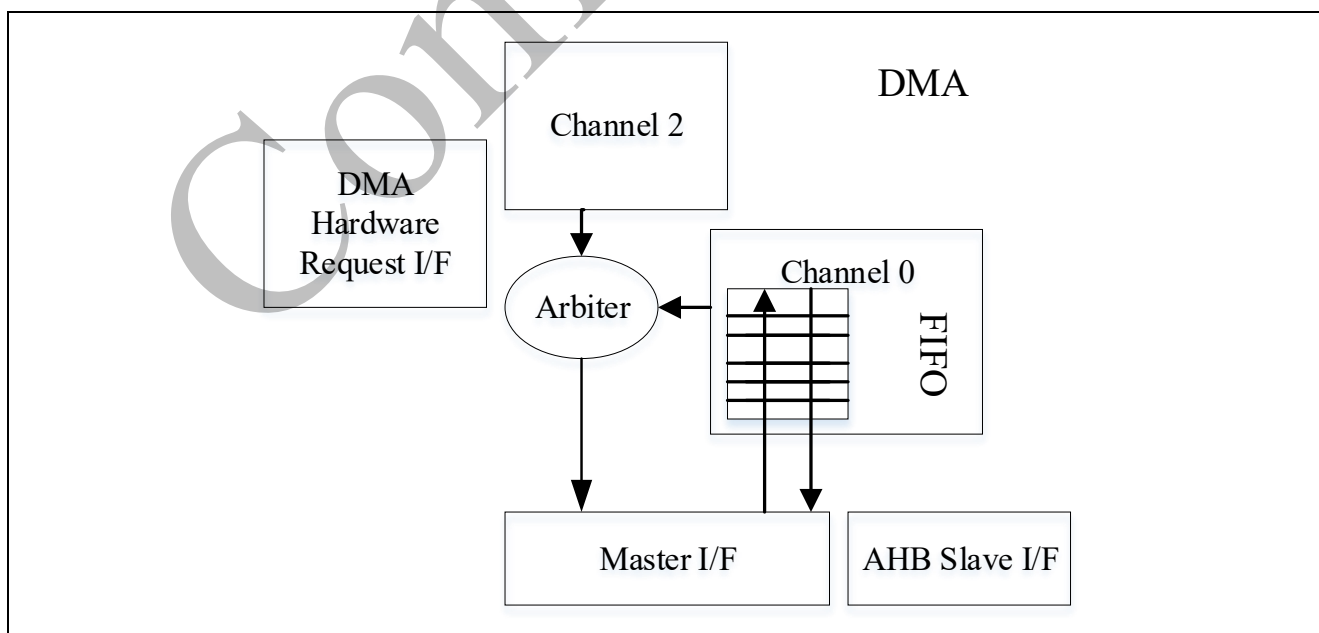 DMA
Channel 2
DMA
Hardware
Request I/F
Channel 0
Arbiter
FIFO
Master I/F
AHB Slave I/F